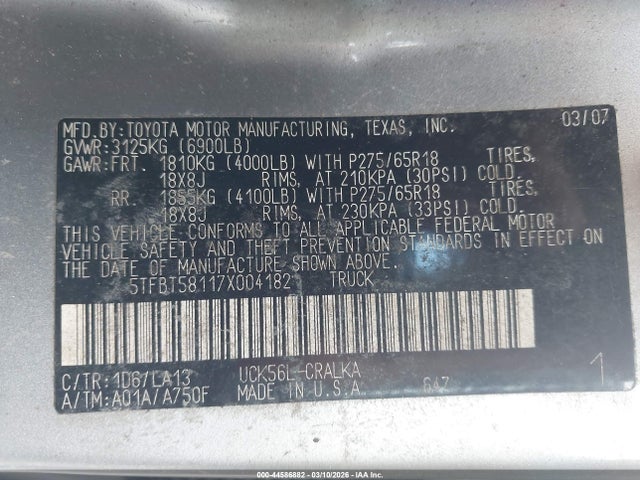 MFD.BY:TOYOTA MOTOR MANUFACTURING, TEXAS, INC. 03/07
GVWR:3125KG (6900LB)
GAWR:FRT. 1810KG (4000LB) WITH P275/65R18 TIRES,
18X8J RIMS, AT 210KPA (30PSI) COLD.
RR. 1855KG (4100LB) WITH P275/65R18 TIRES,
18X8J RIMS, AT 230KPA (33PSI) COLD.
THIS VEHICLE CONFORMS TO ALL APPLICABLE FEDERAL MOTOR
VEHICLE SAFETY AND THEFT PREVENTION STANDARDS IN EFFECT ON
THE DATE OF MANUFACTURE SHOWN ABOVE.
5TFBT58117X004182 TRUCK
C/TR:1D6/LA13 UCK56L-CRALKA
A/TM:A01A/A750F MADE IN U.S.A. 1
000-44586882 - 03/10/2026 - IAA Inc.